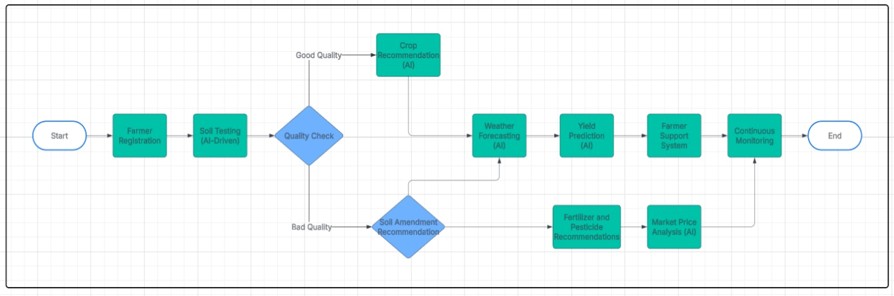 Good Quality
Crop
Recommendation
(AI)
Start
Farmer
Registration
Soil Testing
(AI-Driven)
Quality Check
Weather
Forecasting
(AI)
Yield
Prediction
(AI)
Farmer
Support
System
Continuous
Monitoring
End
Bad Quality
Soil Amendment
Recommendation
Fertilizer and
Pesticide
Recommendations
Market Price
Analysis (AI)